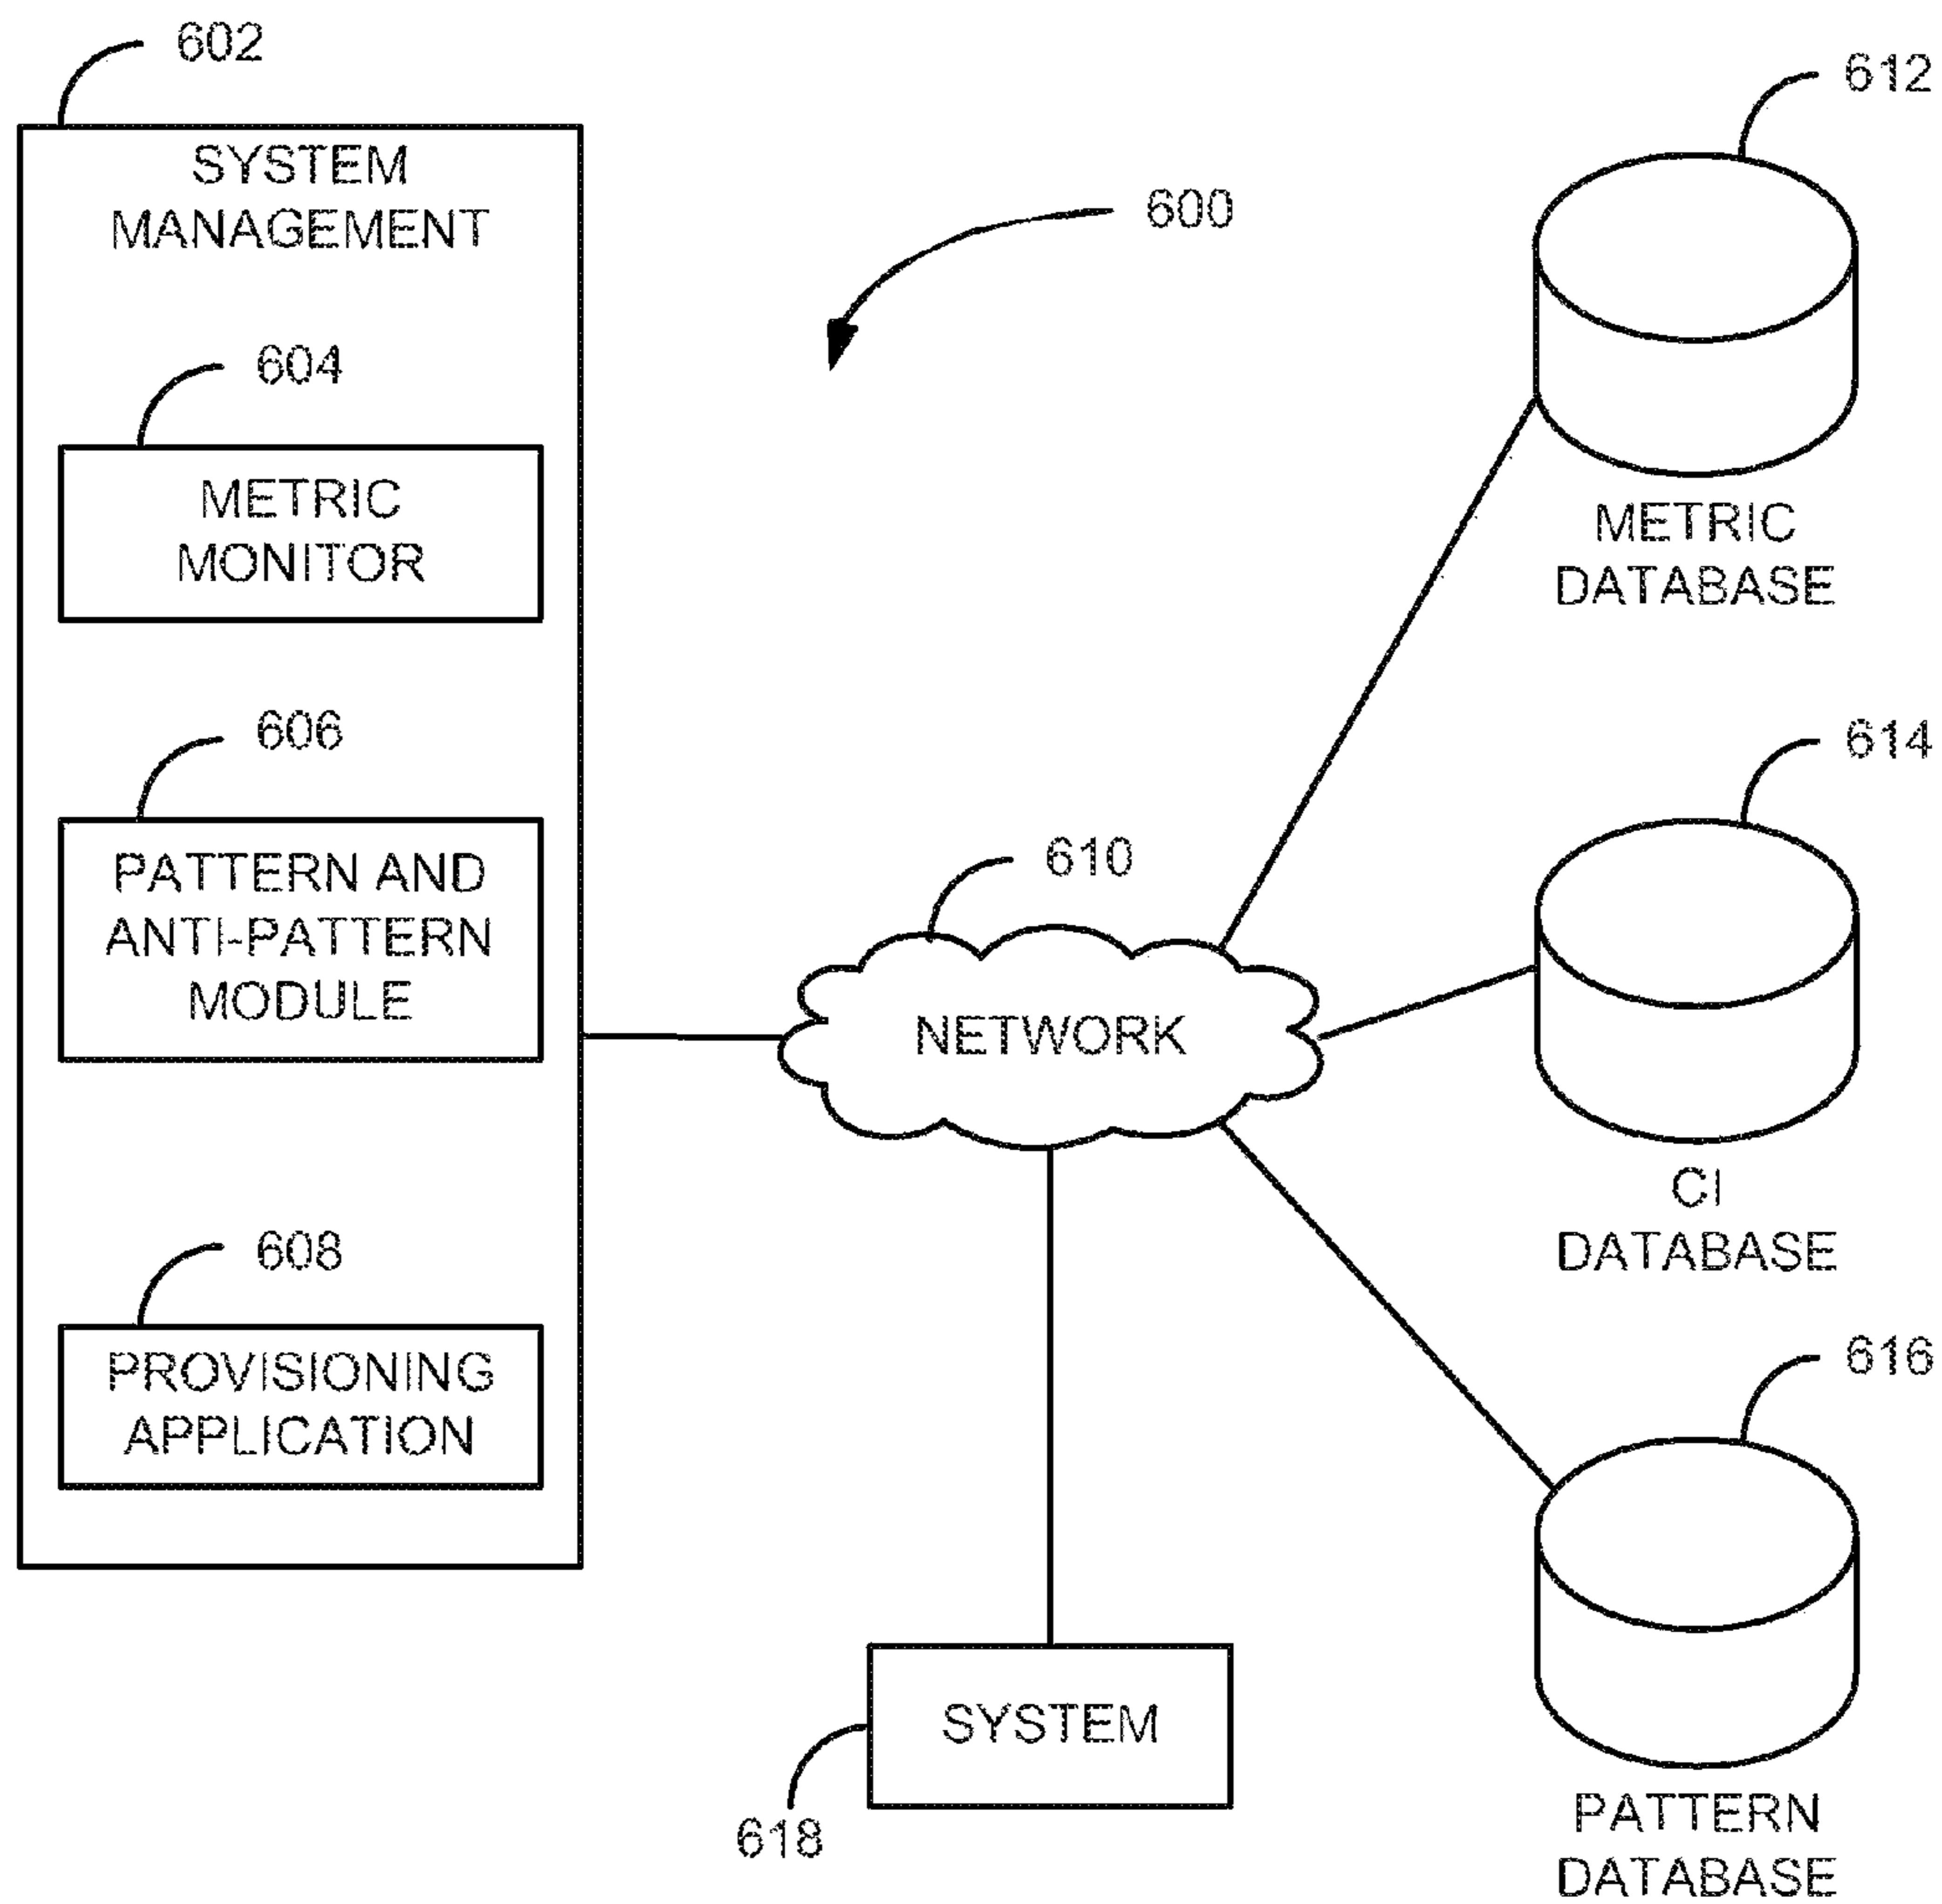 602
SYSTEM
MANAGEMENT
604
METRIC
MONITOR
606
PATTERN AND
ANTI-PATTERN
MODULE
608
PROVISIONING
APPLICATION
600
610
NETWORK
612
METRIC
DATABASE
614
CI
DATABASE
616
PATTERN
DATABASE
SYSTEM
618